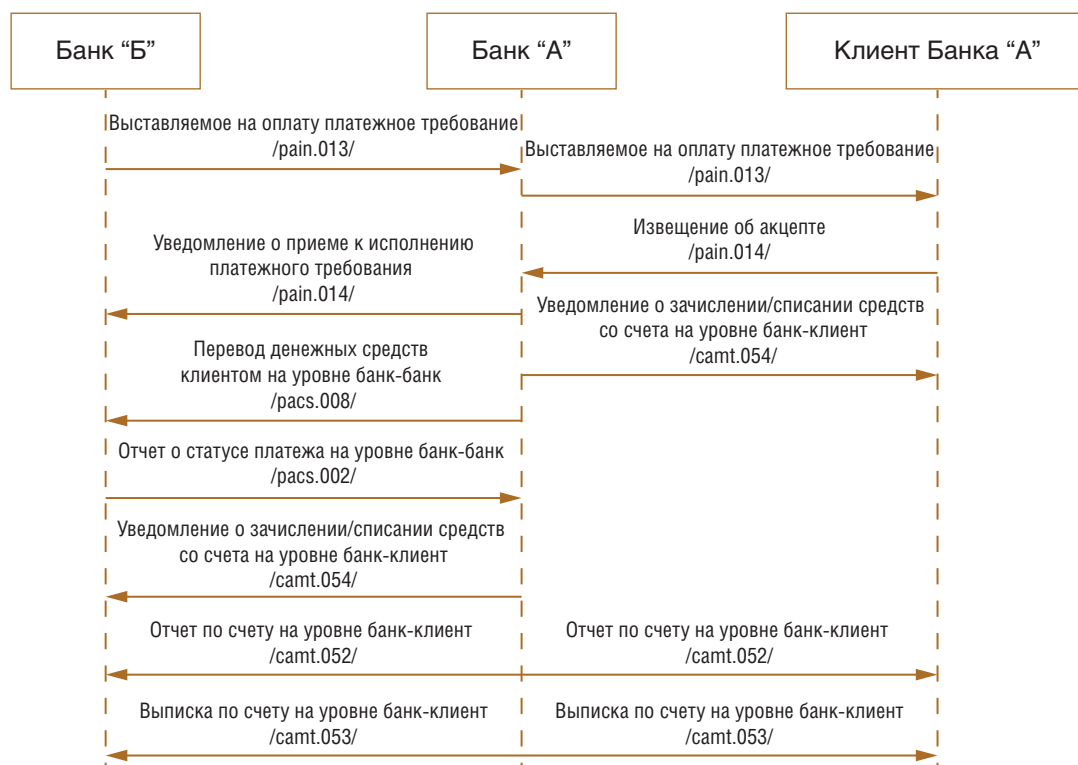 Банк “Б”
Банк “А”
Клиент Банка “А”
Выставляемое на оплату платежное требование
/pain.013/
Выставляемое на оплату платежное требование
/pain.013/
Извещение об акцепте
/pain.014/
Уведомление о приеме к исполнению
платежного требования
/pain.014/
Уведомление о зачислении/списании средств
со счета на уровне банк-клиент
/camt.054/
Перевод денежных средств
клиентом на уровне банк-банк
/pacs.008/
Отчет о статусе платежа на уровне банк-банк
/pacs.002/
Уведомление о зачислении/списании средств
со счета на уровне банк-клиент
/camt.054/
Отчет по счету на уровне банк-клиент
/camt.052/
Отчет по счету на уровне банк-клиент
/camt.052/
Выписка по счету на уровне банк-клиент
/camt.053/
Выписка по счету на уровне банк-клиент
/camt.053/